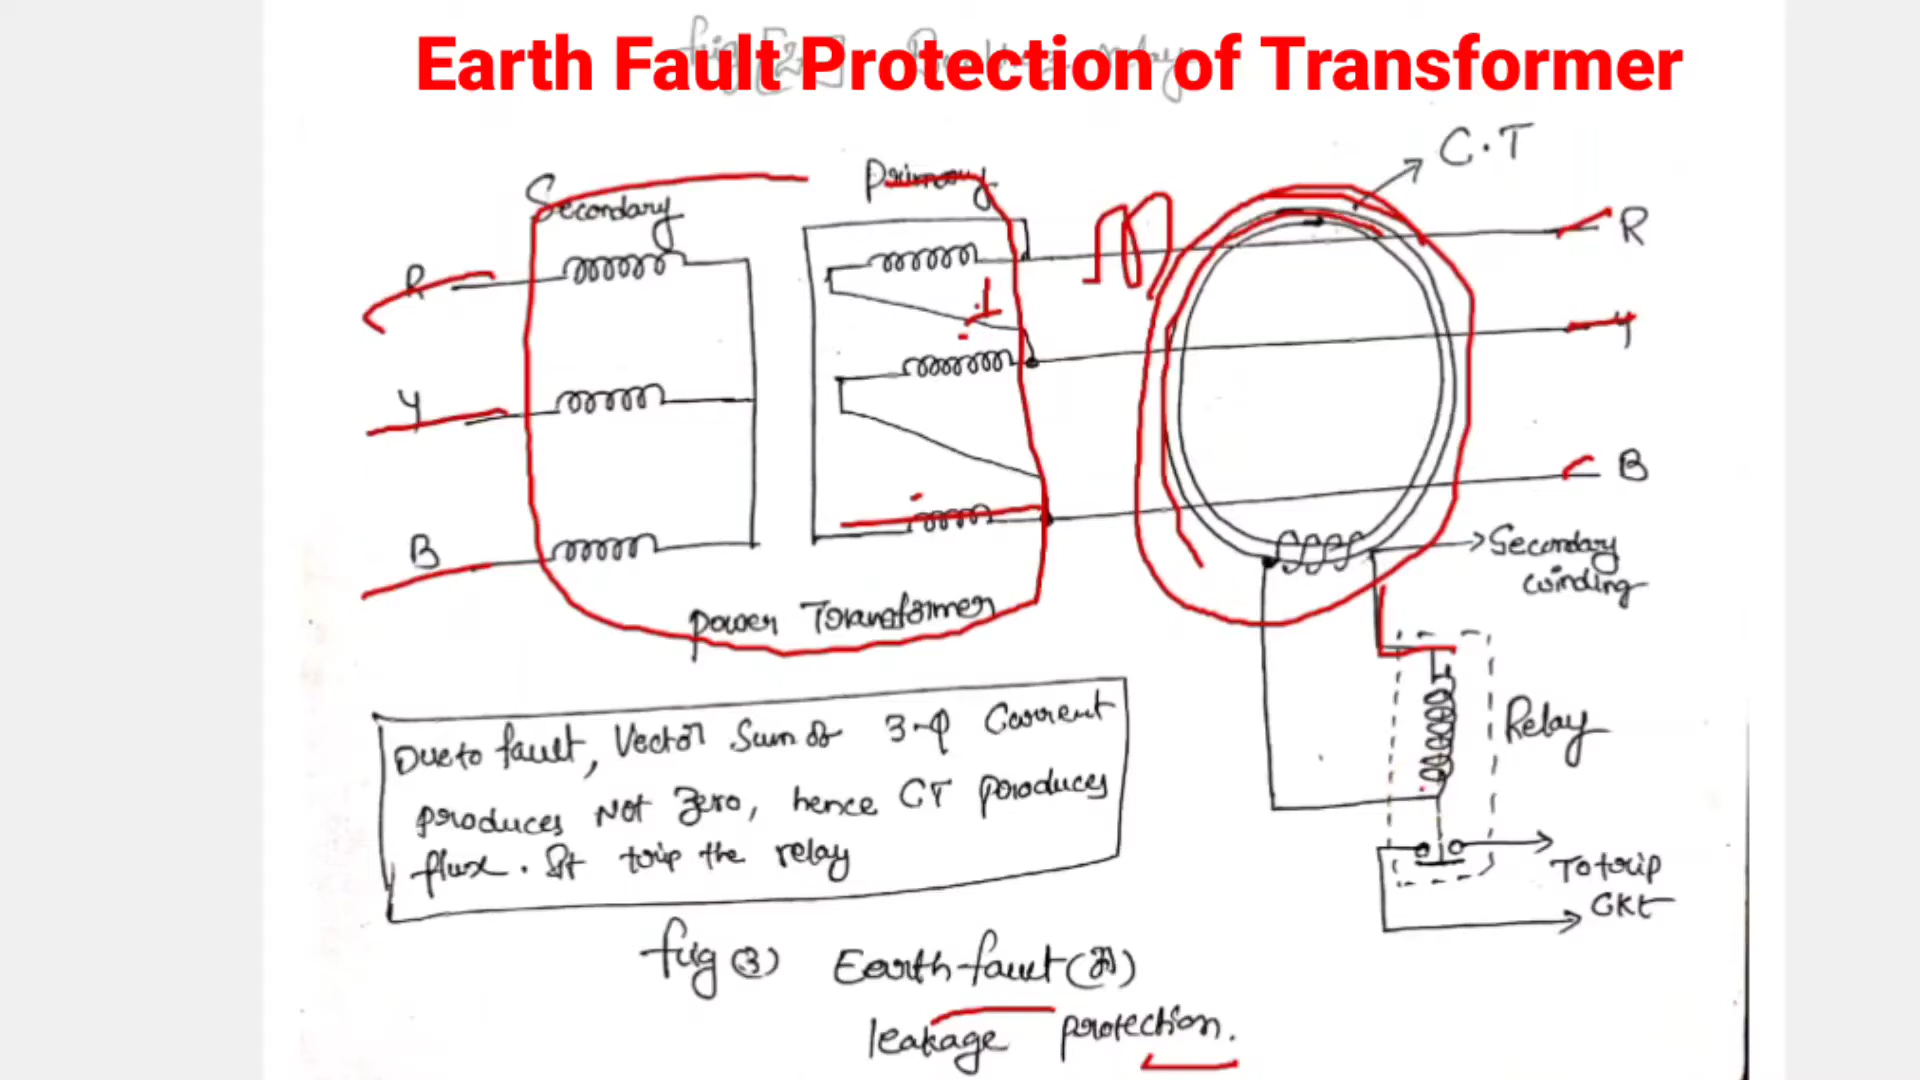 Earth Fault Protection of Transformer
C.T
Secondary
Primary
R
R
Y
Y
B
B
Secondary
winding
Power Transformer
Relay
Due to fault, Vector Sum of 3-φ Current
produces Not Zero, hence CT produces
flux. It trip the relay
To trip
CKt
fig (3) Earth-fault (
leakage protection.